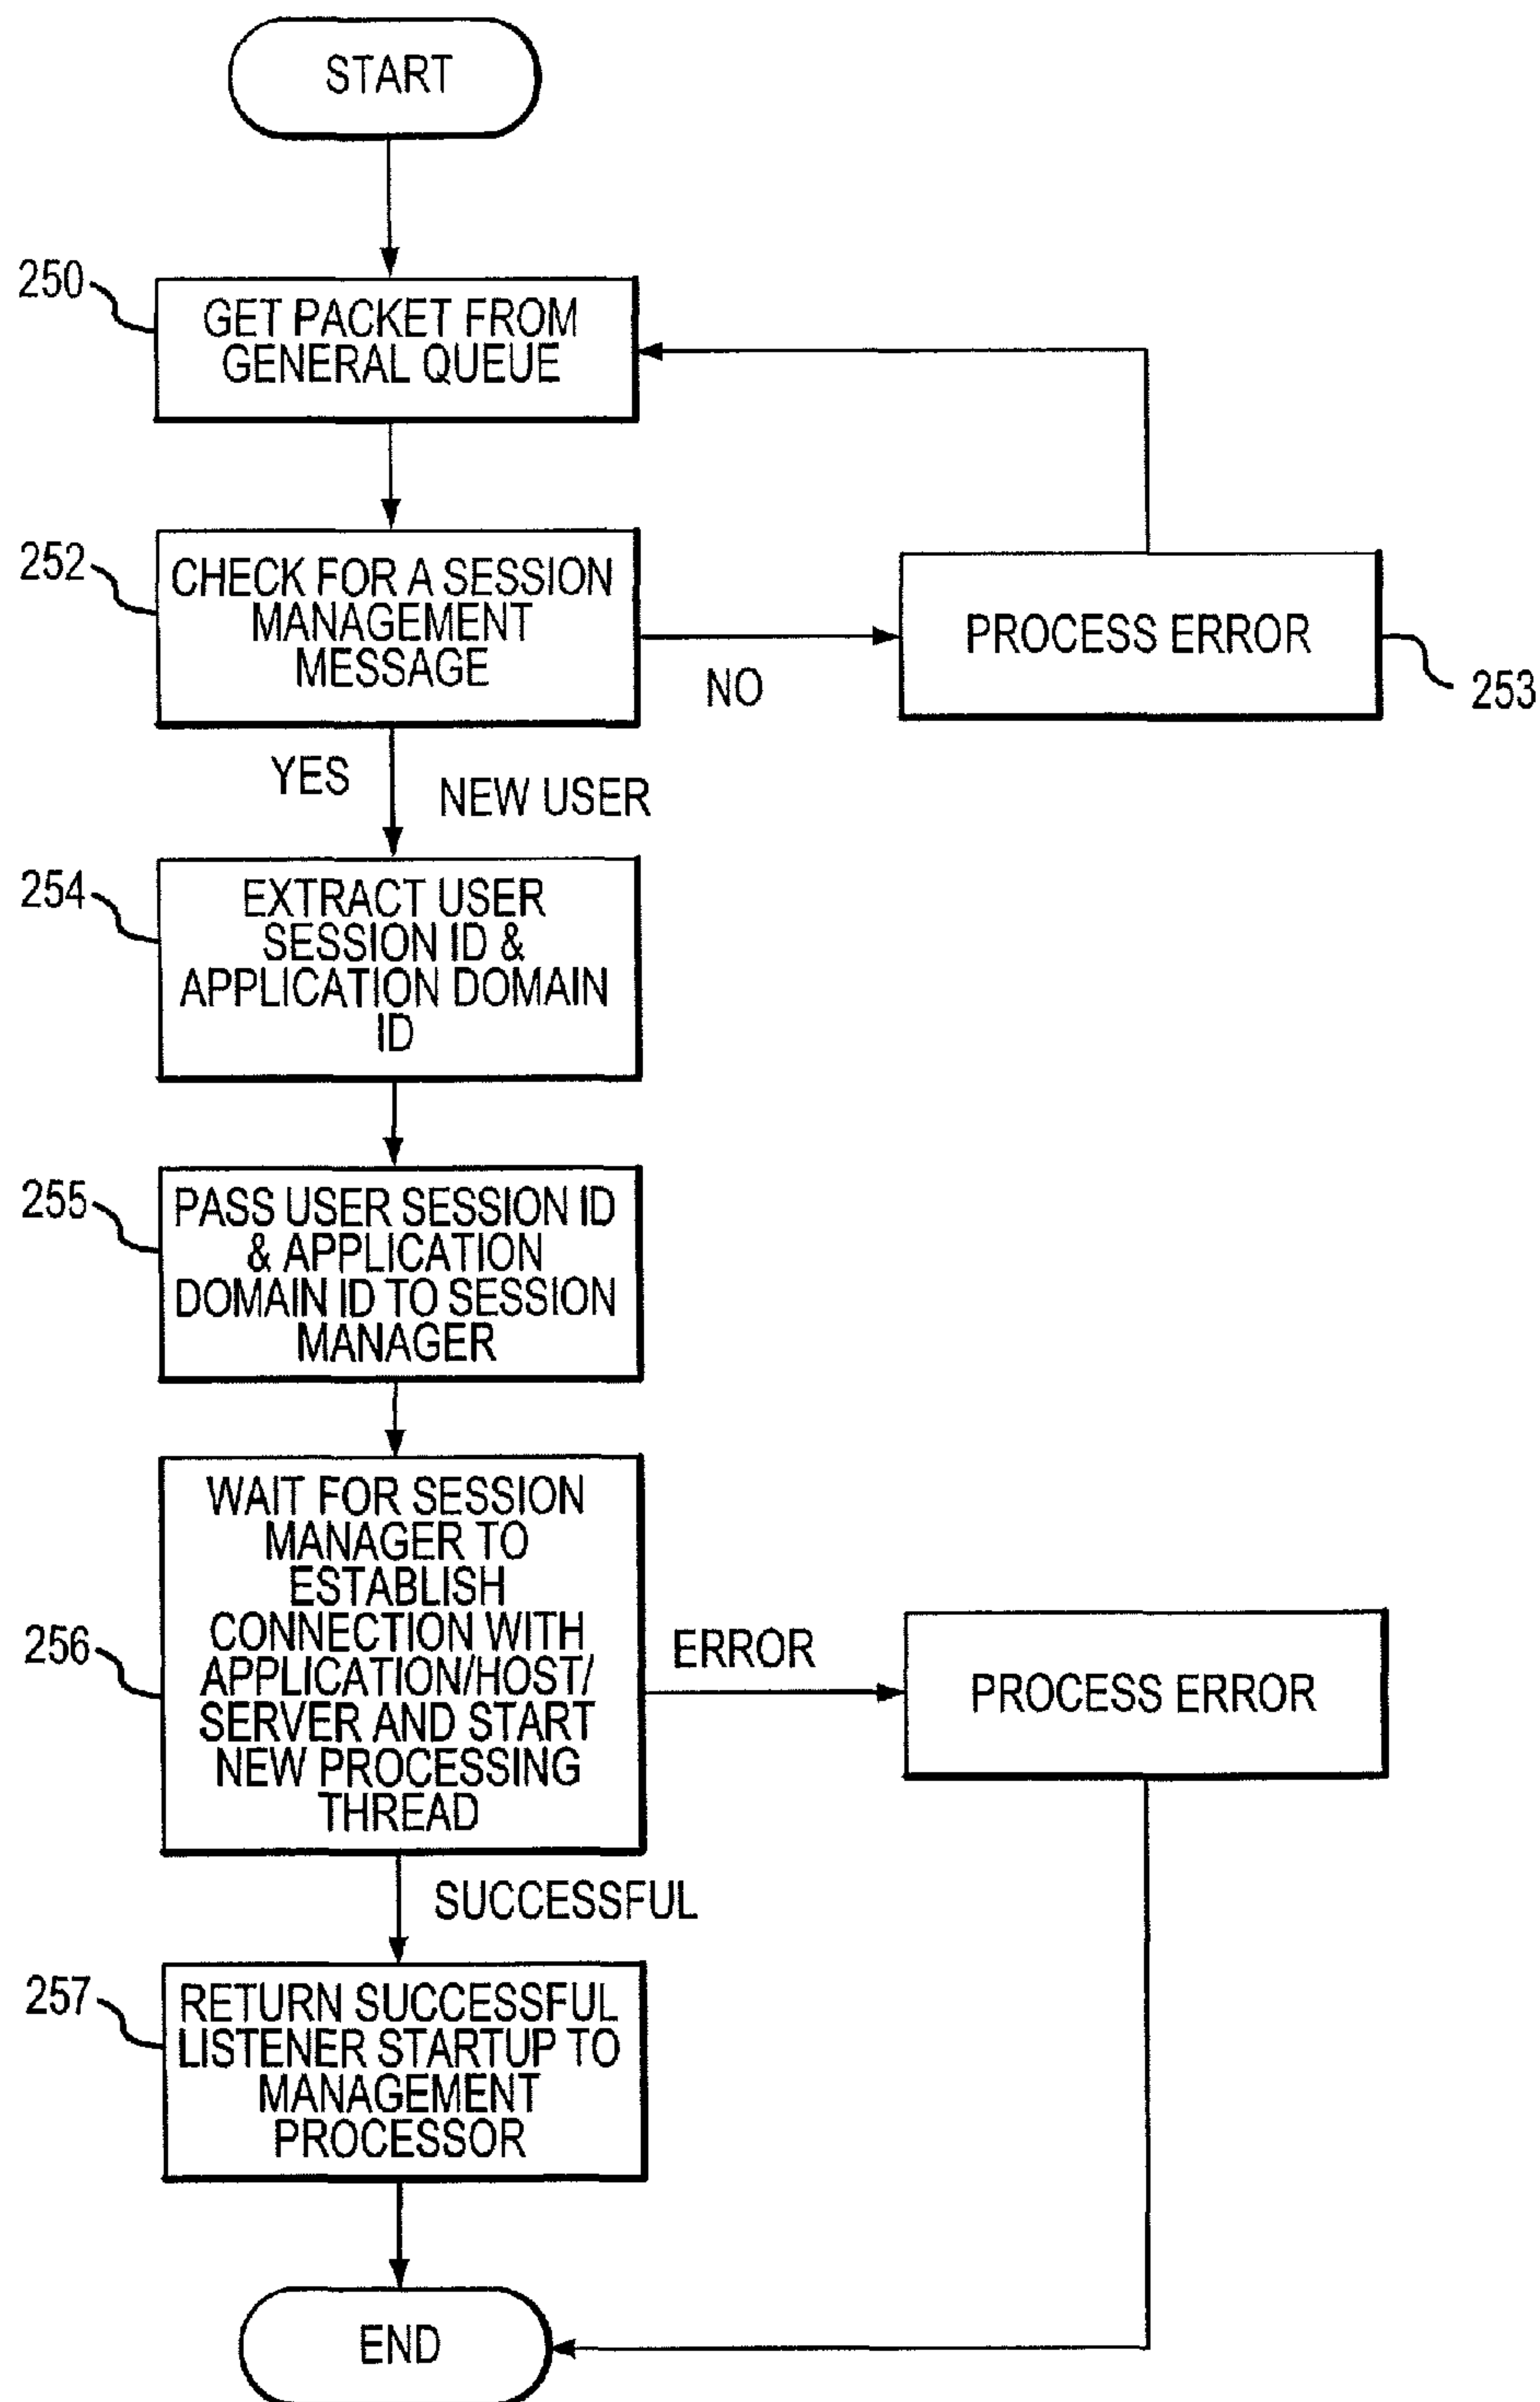 START
250
GET PACKET FROM
GENERAL QUEUE
252
CHECK FOR A SESSION
MANAGEMENT
MESSAGE
NO
PROCESS ERROR
253
YES
NEW USER
254
EXTRACT USER
SESSION ID &
APPLICATION DOMAIN
ID
255
PASS USER SESSION ID
& APPLICATION
DOMAIN ID TO SESSION
MANAGER
256
WAIT FOR SESSION
MANAGER TO
ESTABLISH
CONNECTION WITH
APPLICATION/HOST/
SERVER AND START
NEW PROCESSING
THREAD
ERROR
PROCESS ERROR
SUCCESSFUL
257
RETURN SUCCESSFUL
LISTENER STARTUP TO
MANAGEMENT
PROCESSOR
END